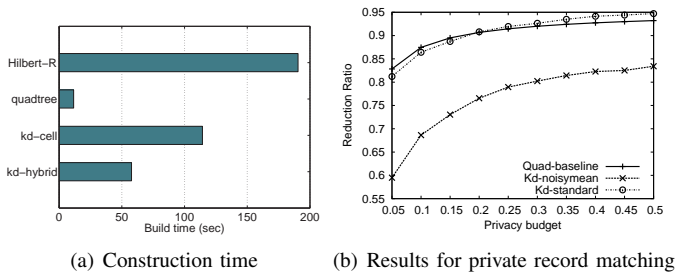 Hilbert−R
quadtree
kd−cell
kd−hybrid
0 50 100 150 200
Build time (sec)
(a) Construction time
0.95
0.9
0.85
0.8
0.75
0.7
0.65
0.6
0.55
Reduction Ratio
Quad-baseline
Kd-noisymean
Kd-standard
0.05 0.1 0.15 0.2 0.25 0.3 0.35 0.4 0.45 0.5
Privacy budget
(b) Results for private record matching